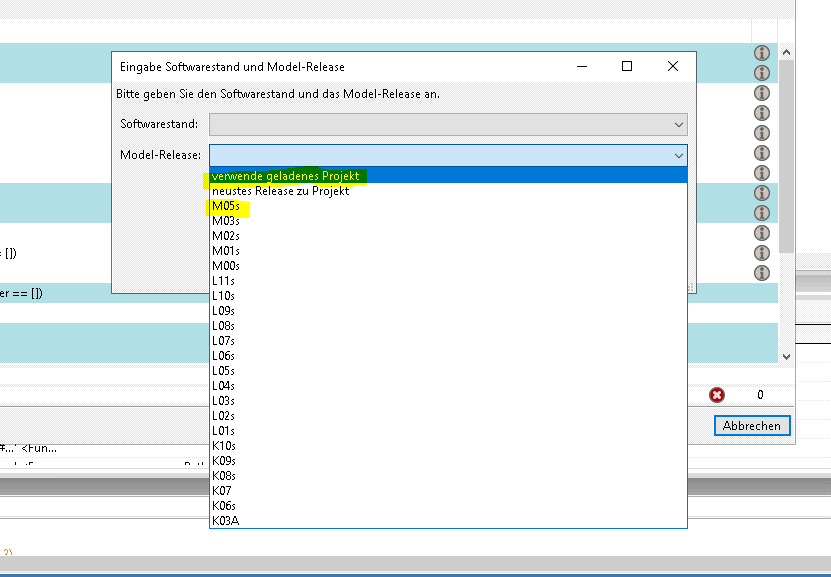 Eingabe Softwarestand und Model-Release
Bitte geben Sie den Softwarestand und das Model-Release an.
Softwarestand:
Model-Release:
verwende geladenes Projekt
neustes Release zu Projekt
M05s
M03s
M02s
M01s
M00s
L11s
L10s
L09s
L08s
L07s
L06s
L05s
L04s
L03s
L02s
L01s
K10s
K09s
K08s
K07
K06s
K03A
[])
er == [])
0
Abbrechen
#...' <Fun...
2)